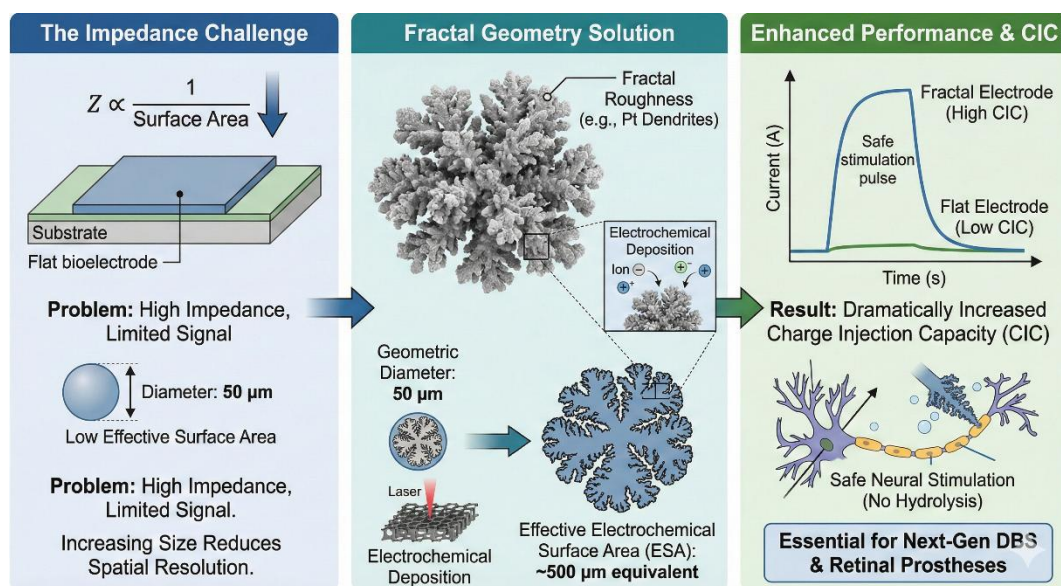 The Impedance Challenge
Z ∝ 1 / Surface Area
Substrate
Flat bioelectrode
Problem: High Impedance,
Limited Signal
Diameter: 50 µm
Low Effective Surface Area
Problem: High Impedance,
Limited Signal.
Increasing Size Reduces
Spatial Resolution.
Fractal Geometry Solution
Fractal
Roughness
(e.g., Pt Dendrites)
Electrochemical
Deposition
Ion
Geometric
Diameter:
50 µm
Laser
Electrochemical
Deposition
Effective Electrochemical
Surface Area (ESA):
~500 µm equivalent
Enhanced Performance & CIC
Current (A)
Safe
stimulation
pulse
Fractal Electrode
(High CIC)
Flat Electrode
(Low CIC)
Time (s)
Result: Dramatically Increased
Charge Injection Capacity (CIC)
Safe Neural Stimulation
(No Hydrolysis)
Essential for Next-Gen DBS
& Retinal Prostheses